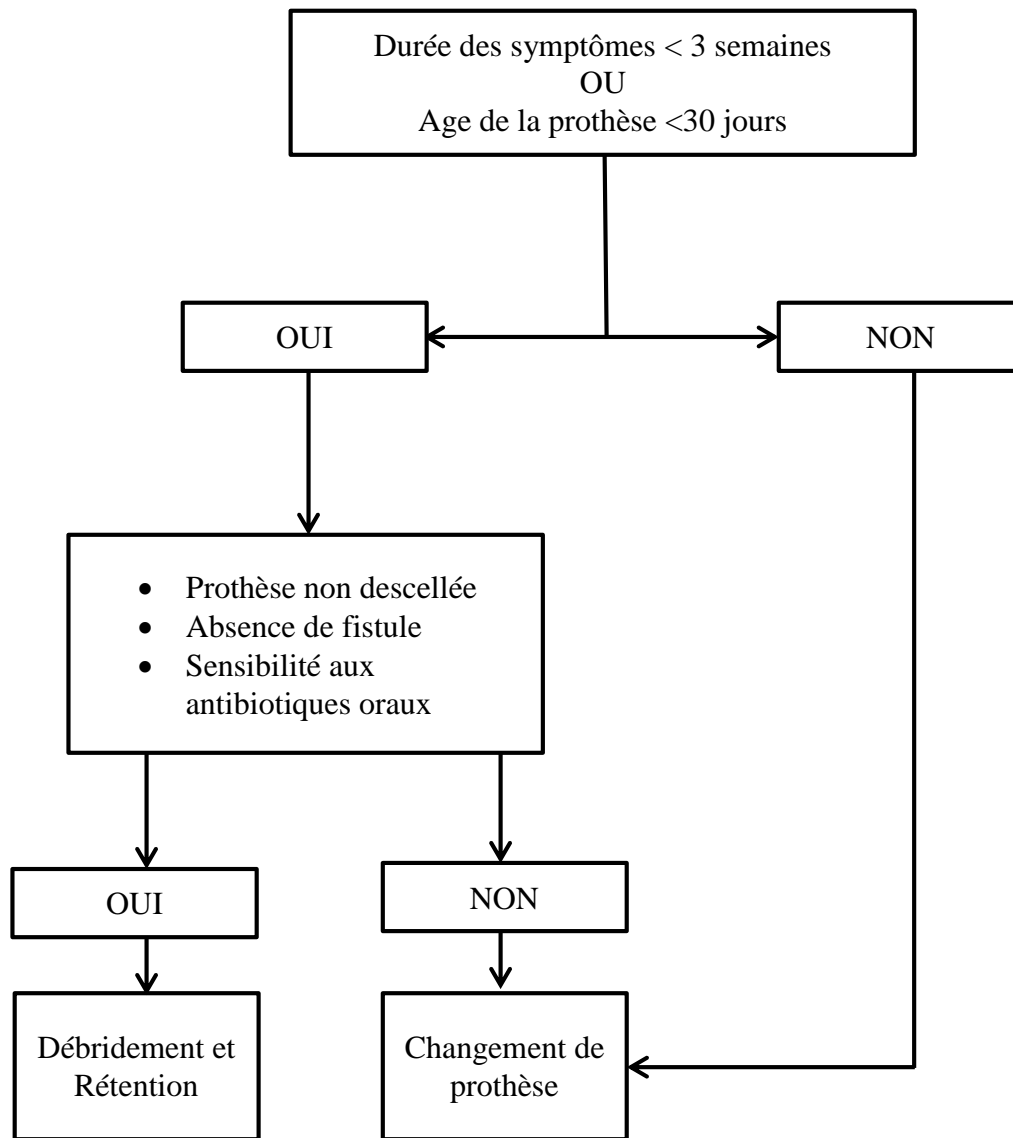 Durée des symptômes < 3 semaines
OU
Age de la prothèse <30 jours
OUI
NON
• Prothèse non descellée
• Absence de fistule
• Sensibilité aux
antibiotiques oraux
OUI
NON
Débridement et
Rétention
Changement de
prothèse